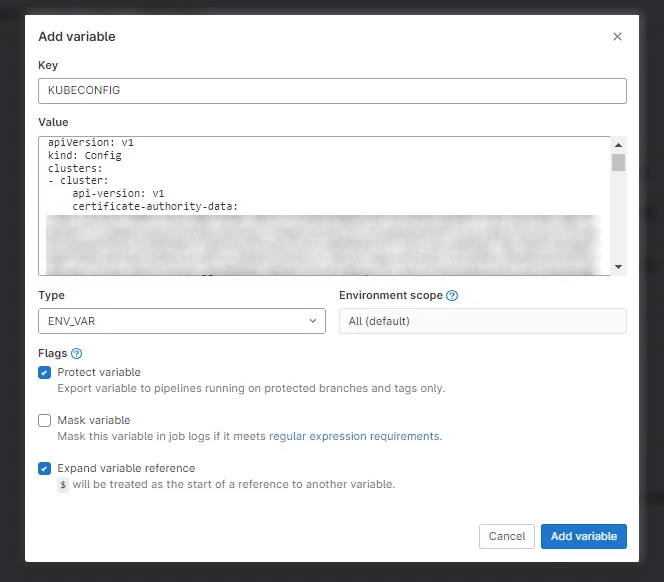 Add variable
Key
KUBECONFIG
Value
apiVersion: v1
kind: Config
clusters:
- cluster:
    api-version: v1
    certificate-authority-data:
Type
Environment scope
ENV_VAR
All (default)
Flags
Protect variable
Export variable to pipelines running on protected branches and tags only.
Mask variable
Mask this variable in job logs if it meets regular expression requirements.
Expand variable reference
$ will be treated as the start of a reference to another variable.
Cancel
Add variable